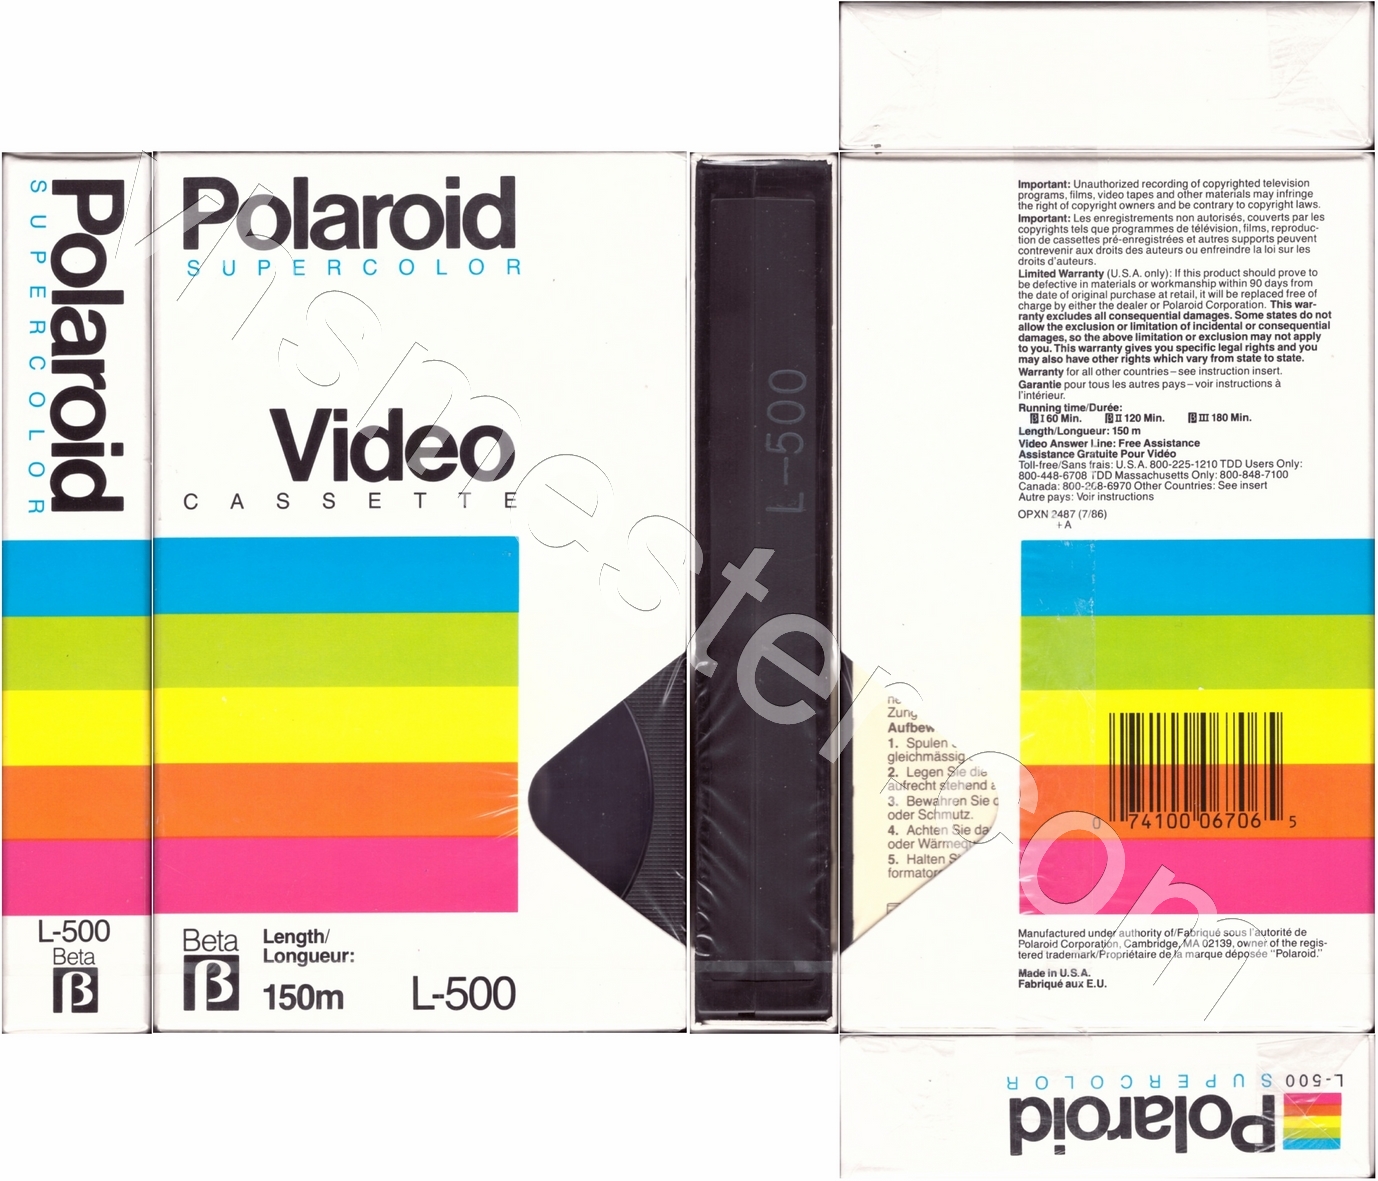 Polaroid
SUPERCOLOR
L-500
Beta
β
Polaroid
SUPERCOLOR
Video
CASSETTE
Beta
β
Length/
Longueur:
150m
L-500
L-500
Zung
Aufbew
1. Spulen
gleichmässig
2. Legen Sie die
aufrecht stehend
3. Bewahren Sie
oder Schmutz.
4. Achten Sie da
oder Wärmequ
5. Halten
formator
Important: Unauthorized recording of copyrighted television
programs, films, video tapes and other materials may infringe
the right of copyright owners and be contrary to copyright laws.
Important: Les enregistrements non autorisés, couverts par les
copyrights tels que programmes de télévision, films, reproduc-
tion de cassettes pré-enregistrées et autres supports peuvent
contrevenir aux droits des auteurs ou enfreindre la loi sur les
droits d'auteurs.
Limited Warranty (U.S.A. only): If this product should prove to
be defective in materials or workmanship within 90 days from
the date of original purchase at retail, it will be replaced free of
charge by either the dealer or Polaroid Corporation. This war-
ranty excludes all consequential damages. Some states do not
allow the exclusion or limitation of incidental or consequential
damages, so the above limitation or exclusion may not apply
to you. This warranty gives you specific legal rights and you
may also have other rights which vary from state to state.
Warranty for all other countries–see instruction insert.
Garantie pour tous les autres pays–voir instructions à
l'intérieur.
Running time/Durée:
β I 60 Min. β II 120 Min. β III 180 Min.
Length/Longueur: 150 m
Video Answer Line: Free Assistance
Assistance Gratuite Pour Vidéo
Toll-free/Sans frais: U.S.A. 800-225-1210 TDD Users Only:
800-448-6708 TDD Massachusetts Only: 800-848-7100
Canada: 800-268-6970 Other Countries: See insert
Autre pays: Voir instructions
OPXN 2487 (7/86)
+A
0 74100 06706 5
Manufactured under authority of/Fabriqué sous l'autorité de
Polaroid Corporation, Cambridge, MA 02139, owner of the regis-
tered trademark/Propriétaire de la marque déposée "Polaroid."
Made in U.S.A.
Fabriqué aux E.U.
Polaroid
SUPERCOLOR L-500
vhsmester.com